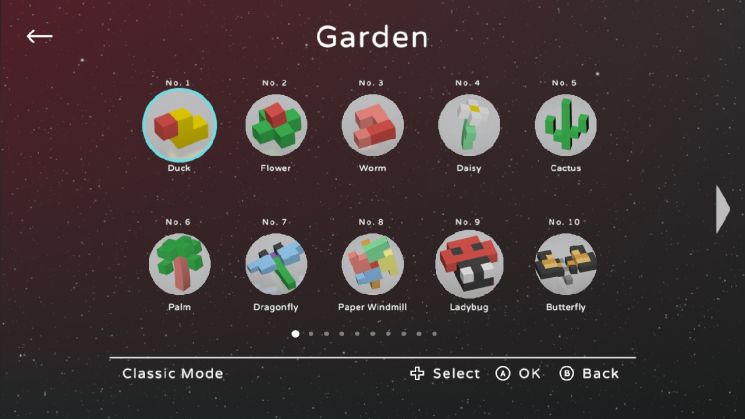 Garden
No. 1 No. 2 No. 3 No. 4 No. 5
Duck Flower Worm Daisy Cactus
No. 6 No. 7 No. 8 No. 9 No. 10
Palm Dragonfly Paper Windmill Ladybug Butterfly
Classic Mode Select A OK B Back